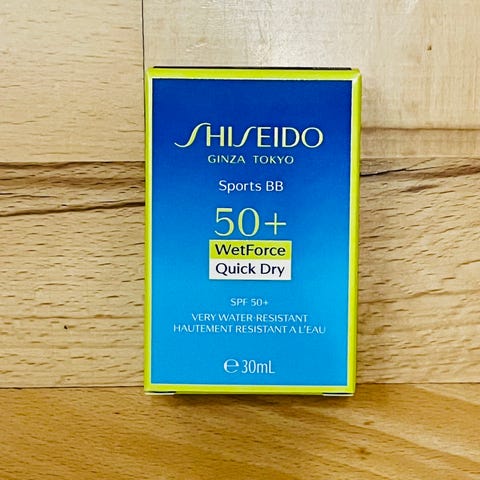 SHISEIDO
GINZA TOKYO
Sports BB
50+
WetForce
Quick Dry
SPF 50+
VERY WATER-RESISTANT
HAUTEMENT RESISTANT A L'EAU
℮30mL